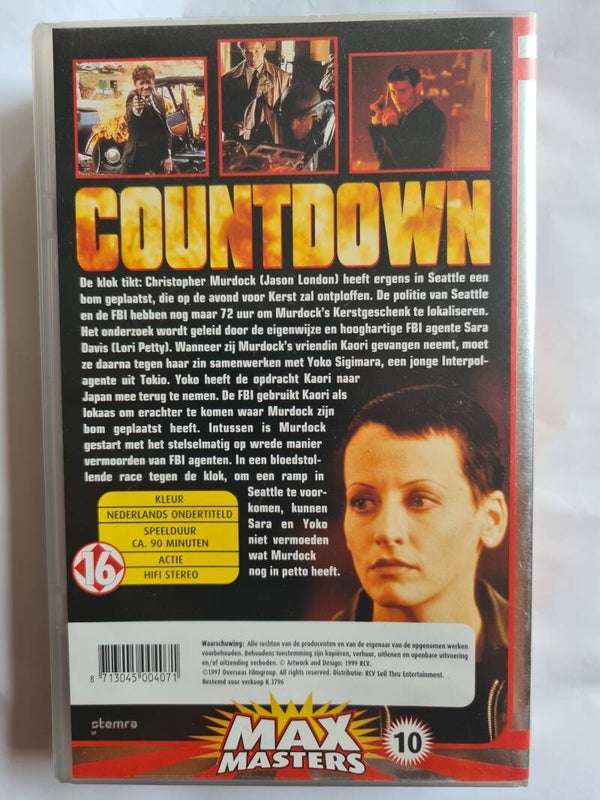 COUNTDOWN
De klok tikt: Christopher Murdock (Jason London) heeft ergens in Seattle een
bom geplaatst, die op de avond voor Kerst zal ontploffen. De politie van Seattle
en de FBI hebben nog maar 72 uur om Murdock's Kerstgeschenk te lokaliseren.
Het onderzoek wordt geleid door de eigenwijze en hooghartige FBI agente Sara
Davis (Lori Petty). Wanneer zij Murdock's vriendin Kaori gevangen neemt, moet
ze daarna tegen haar zin samenwerken met Yoko Sigimara, een jonge Interpol-
agente uit Tokio. Yoko heeft de opdracht Kaori naar
Japan mee terug te nemen. De FBI gebruikt Kaori als
lokaas om erachter te komen waar Murdock zijn
bom geplaatst heeft. Intussen is Murdock
gestart met het stelselmatig op wrede manier
vermoorden van FBI agenten. In een bloedstol-
lende race tegen de klok, om een ramp in
Seattle te voor-
komen, kunnen
Sara en Yoko
niet vermoeden
wat Murdock
nog in petto heeft.
KLEUR
NEDERLANDS ONDERTITELD
SPEELDUUR
CA. 90 MINUTEN
ACTIE
HIFI STEREO
16
Waarschuwing: Alle rechten van de producenten en van de eigenaar van de opgenomen werken
voorbehouden. Behoudens toestemming zijn kopiëren, verhuur, uitlenen en openbare uitvoering
en/of uitzending verboden. © Artwork and Design: 1999 RCV.
©1997 Overseas Filmgroup. All rights reserved. Distributie: RCV Sell Thru Entertainment.
Bestemd voor verkoop K 3796
8 713045 004071
stemra
MAX
MASTERS
10